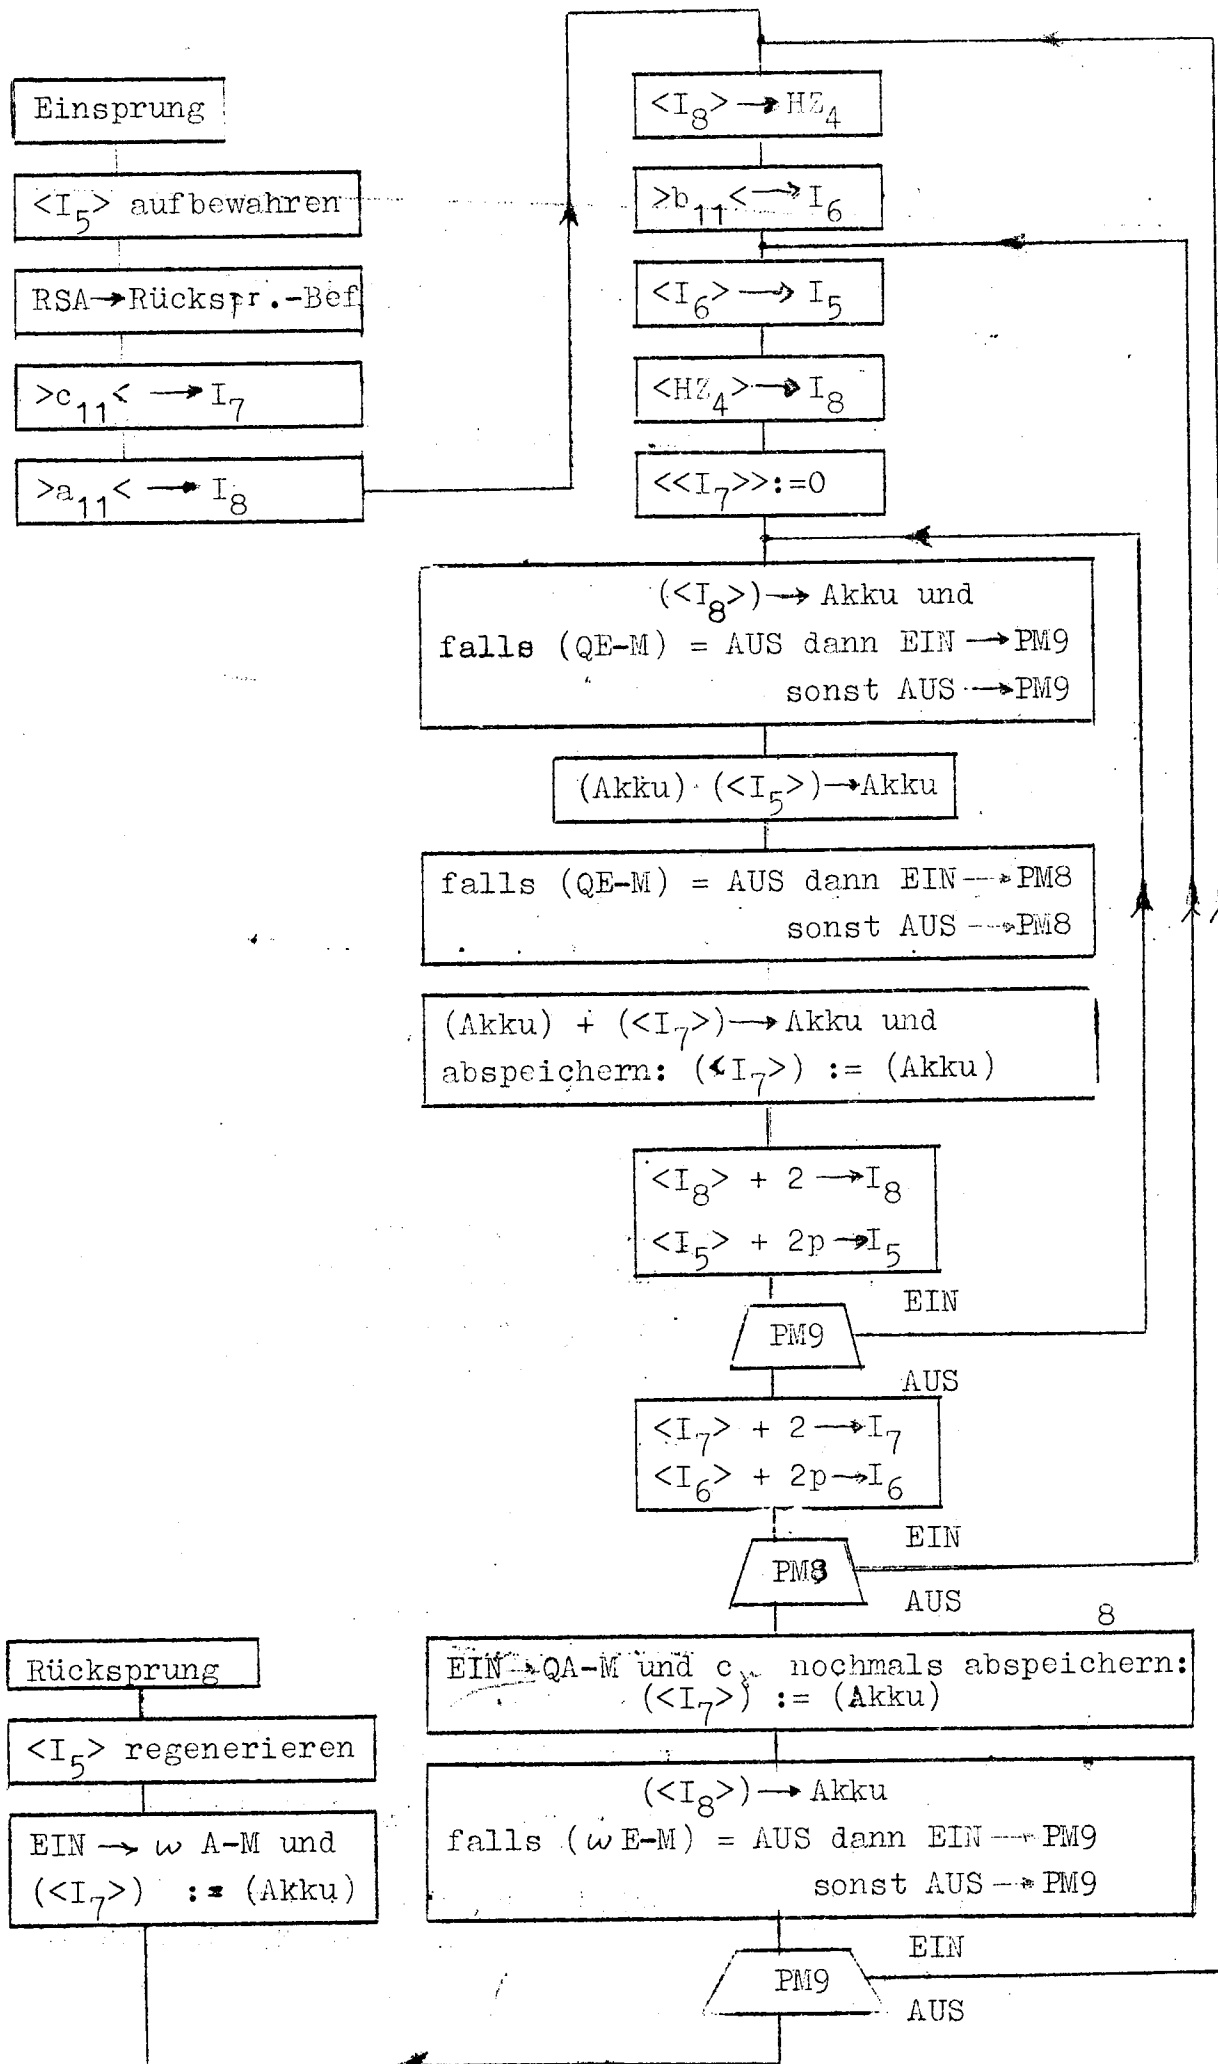 Einsprung
<I5> aufbewahren
RSA→Rückspr.-Bef
>c11< → I7
>a11< → I8
<I8> → HZ4
>b11< → I6
<I6> → I5
<HZ4> → I8
<<I7>>:=0
(<I8>)→ Akku und
falls (QE-M) = AUS dann EIN →PM9
sonst AUS →PM9
(Akku)·(<I5>)→Akku
falls (QE-M) = AUS dann EIN →PM8
sonst AUS →PM8
(Akku) + (<I7>)→ Akku und
abspeichern: (<I7>) := (Akku)
<I8> + 2 →I8
<I5> + 2p →I5
EIN
PM9
AUS
<I7> + 2 →I7
<I6> + 2p→I6
EIN
PM8
AUS
8
EIN→QA-M und c nochmals abspeichern:
(<I7>) := (Akku)
(<I8>)→ Akku
falls (ωE-M) = AUS dann EIN → PM9
sonst AUS → PM9
EIN
PM9
AUS
Rücksprung
<I5> regenerieren
EIN → ω A-M und
(<I7>) := (Akku)